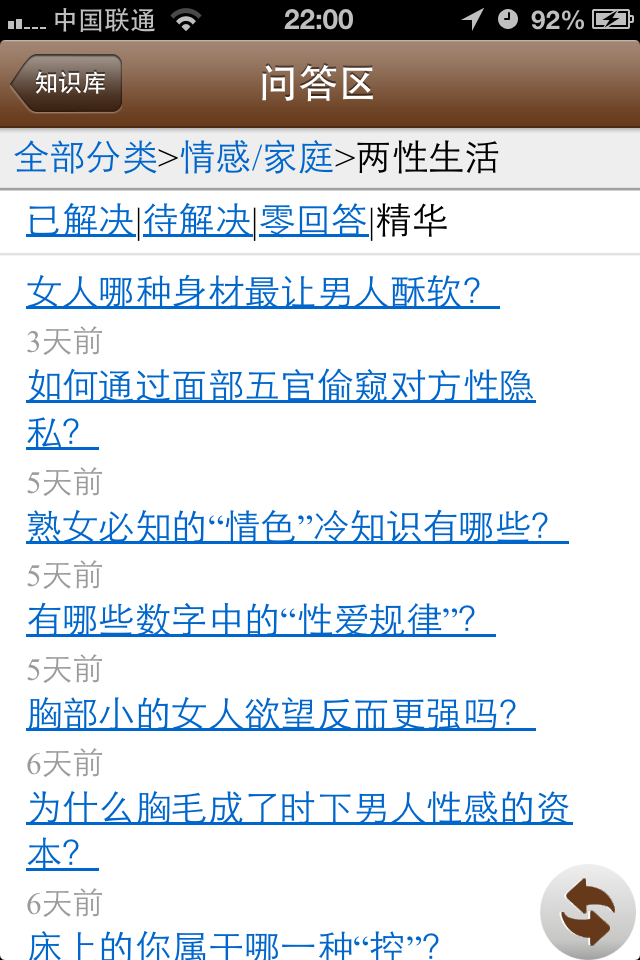 中国联通 22:00 92%
知识库 问答区
全部分类>情感/家庭>两性生活
已解决|待解决|零回答|精华
女人哪种身材最让男人酥软?
3天前
如何通过面部五官偷窥对方性隐
私?
5天前
熟女必知的“情色”冷知识有哪些?
5天前
有哪些数字中的“性爱规律”?
5天前
胸部小的女人欲望反而更强吗?
6天前
为什么胸毛成了时下男人性感的资
本?
6天前
床上的你属于哪一种“控”?